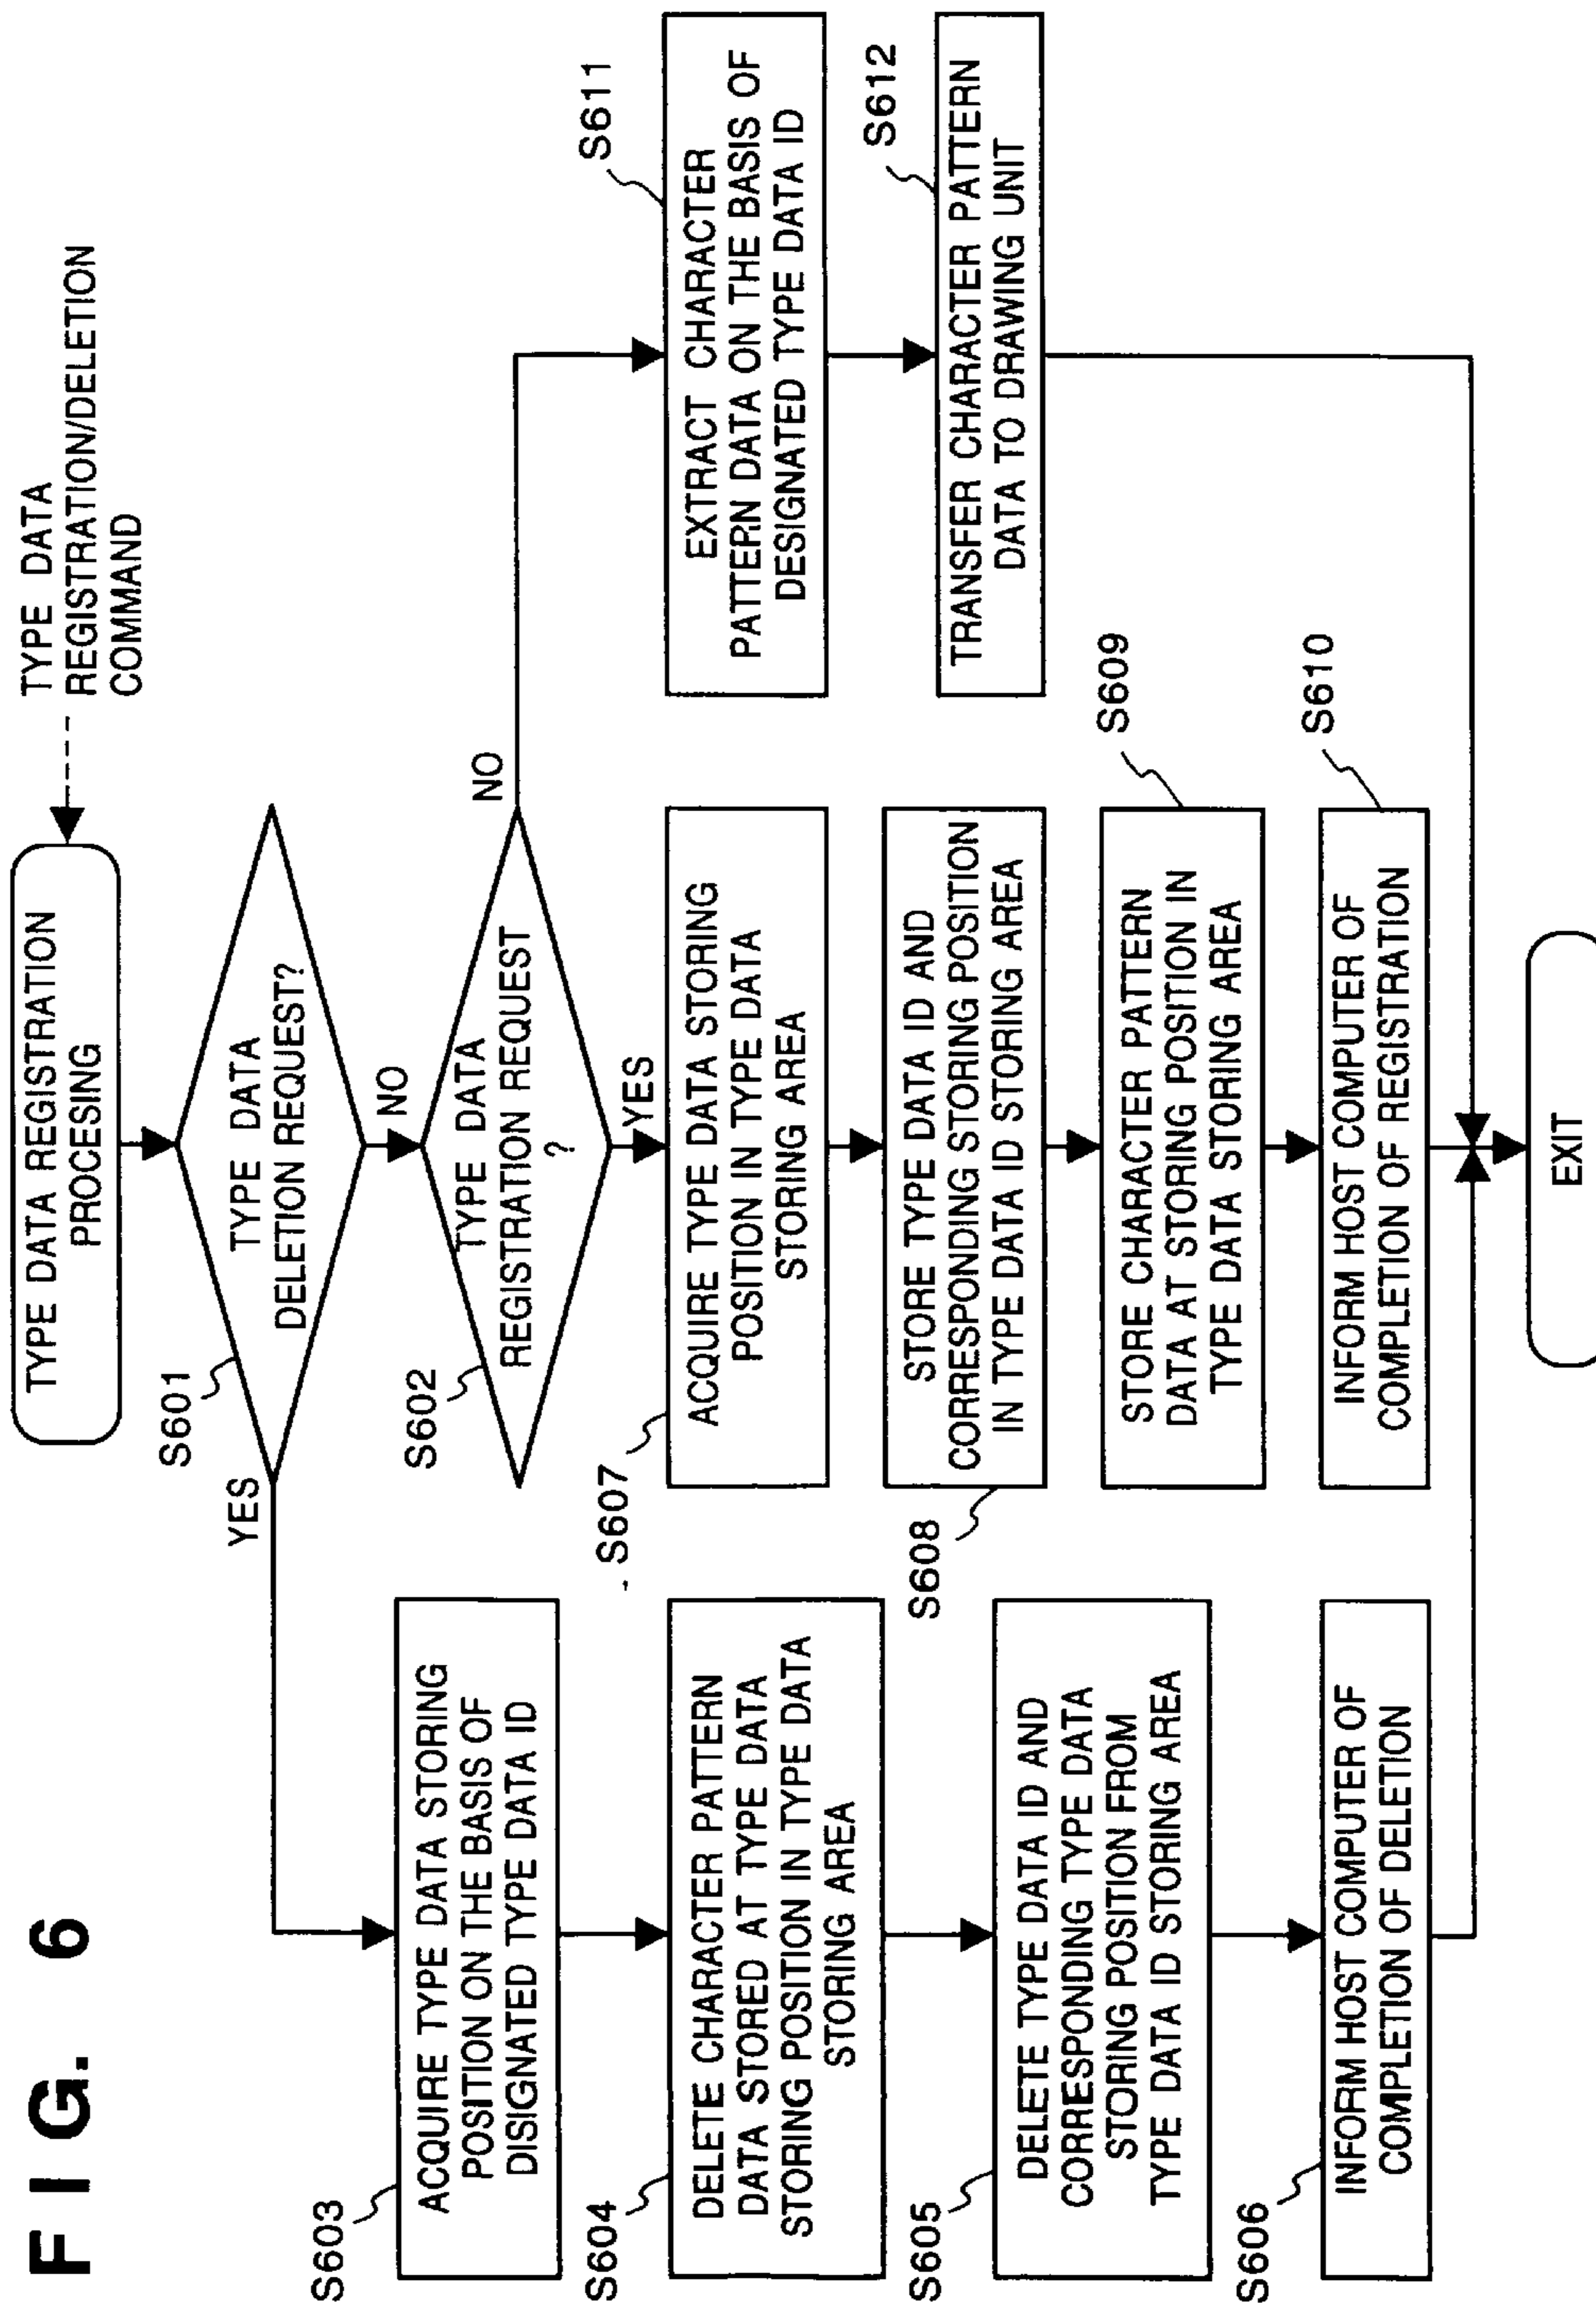 FIG. 6
TYPE DATA REGISTRATION
PROCESING
TYPE DATA
REGISTRATION/DELETION
COMMAND
S601
TYPE DATA
DELETION REQUEST?
YES
NO
S602
TYPE DATA
REGISTRATION REQUEST
?
NO
YES
S603
ACQUIRE TYPE DATA STORING
POSITION ON THE BASIS OF
DISIGNATED TYPE DATA ID
S604
DELETE CHARACTER PATTERN
DATA STORED AT TYPE DATA
STORING POSITION IN TYPE DATA
STORING AREA
S605
DELETE TYPE DATA ID AND
CORRESPONDING TYPE DATA
STORING POSITION FROM
TYPE DATA ID STORING AREA
S606
INFORM HOST COMPUTER OF
COMPLETION OF DELETION
S607
ACQUIRE TYPE DATA STORING
POSITION IN TYPE DATA
STORING AREA
S608
STORE TYPE DATA ID AND
CORRESPONDING STORING POSITION
IN TYPE DATA ID STORING AREA
S609
STORE CHARACTER PATTERN
DATA AT STORING POSITION IN
TYPE DATA STORING AREA
S610
INFORM HOST COMPUTER OF
COMPLETION OF REGISTRATION
S611
EXTRACT CHARACTER
PATTERN DATA ON THE BASIS OF
DESIGNATED TYPE DATA ID
S612
TRANSFER CHARACTER PATTERN
DATA TO DRAWING UNIT
EXIT